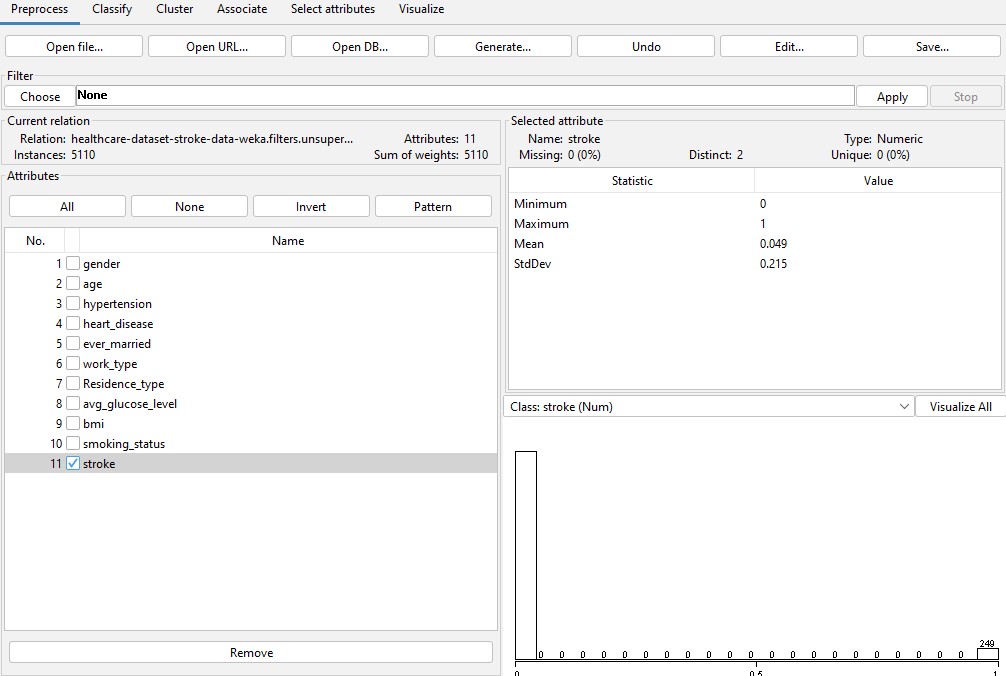 Preprocess Classify Cluster Associate Select attributes Visualize
Open file... Open URL... Open DB... Generate... Undo Edit... Save...
Filter
Choose None Apply Stop
Current relation
Relation: healthcare-dataset-stroke-data-weka.filters.unsuper... Attributes: 11
Instances: 5110 Sum of weights: 5110
Attributes
All None Invert Pattern
No. Name
1 gender
2 age
3 hypertension
4 heart_disease
5 ever_married
6 work_type
7 Residence_type
8 avg_glucose_level
9 bmi
10 smoking_status
11 stroke
Remove
Selected attribute
Name: stroke Type: Numeric
Missing: 0 (0%) Distinct: 2 Unique: 0 (0%)
Statistic Value
Minimum 0
Maximum 1
Mean 0.049
StdDev 0.215
Class: stroke (Num) Visualize All
249
0 0 0 0 0 0 0 0 0 0 0 0 0 0 0 0 0 0 0 0 0
0 0.5 1